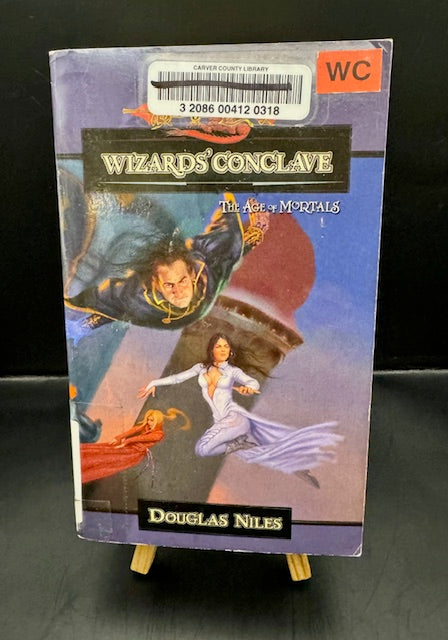 CARVER COUNTY LIBRARY
3 2086 00412 0318
WC
WIZARDS' CONCLAVE
THE AGE OF MORTALS
DOUGLAS NILES